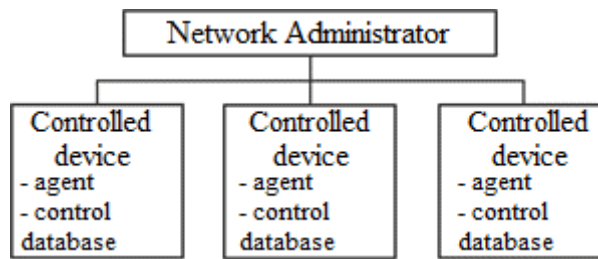 Network Administrator
Controlled
device
- agent
- control
database
Controlled
device
- agent
- control
database
Controlled
device
- agent
- control
database